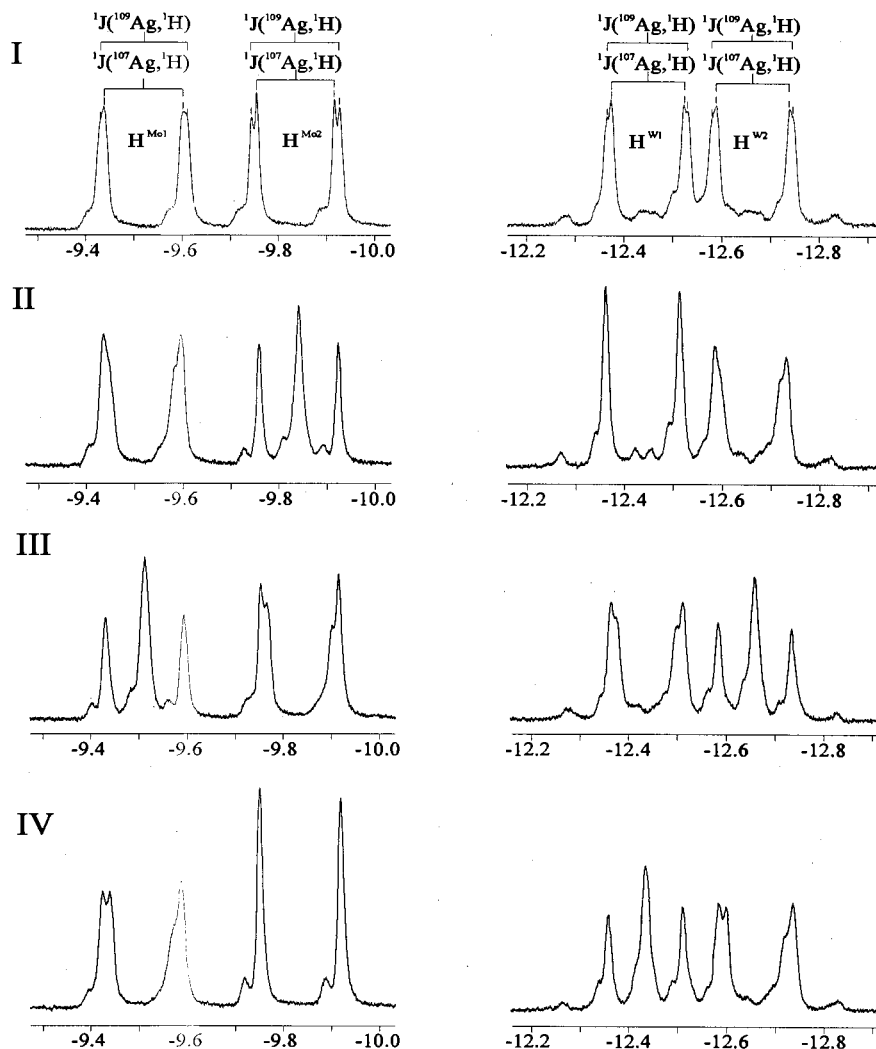 I
¹J(¹⁰⁹Ag,¹H) ¹J(¹⁰⁹Ag,¹H) ¹J(¹⁰⁹Ag,¹H) ¹J(¹⁰⁹Ag,¹H)
¹J(¹⁰⁷Ag,¹H) ¹J(¹⁰⁷Ag,¹H) ¹J(¹⁰⁷Ag,¹H) ¹J(¹⁰⁷Ag,¹H)
H^Mo1 H^Mo2 H^W1 H^W2
-9.4 -9.6 -9.8 -10.0 -12.2 -12.4 -12.6 -12.8
II
-9.4 -9.6 -9.8 -10.0 -12.2 -12.4 -12.6 -12.8
III
-9.4 -9.6 -9.8 -10.0 -12.2 -12.4 -12.6 -12.8
IV
-9.4 -9.6 -9.8 -10.0 -12.2 -12.4 -12.6 -12.8